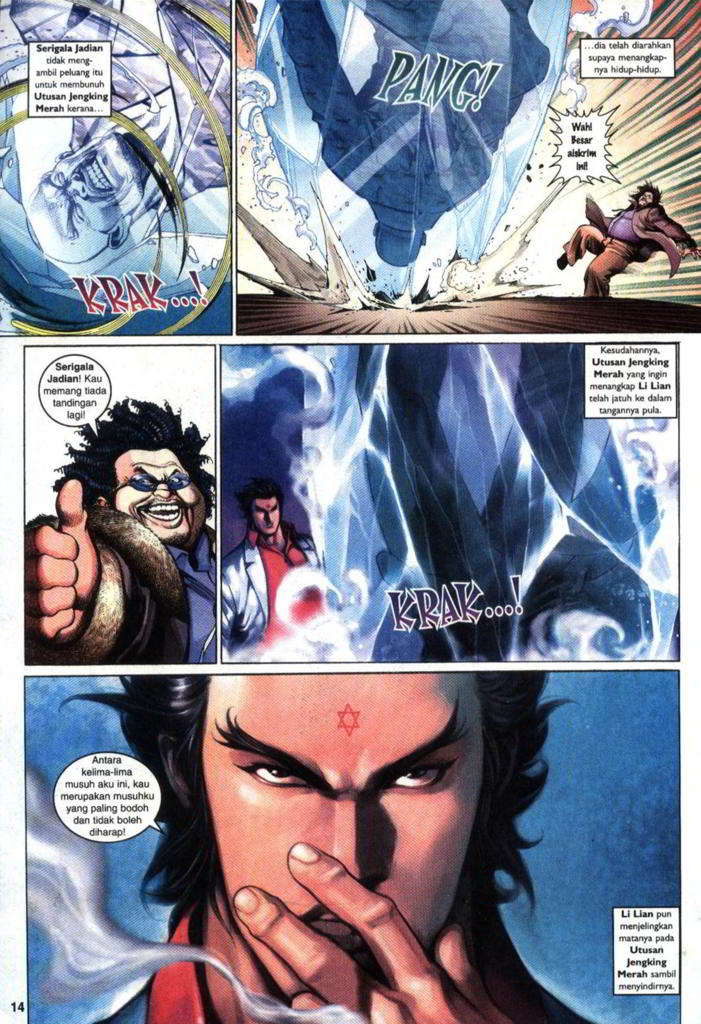 Serigala Jadian
tidak meng-
ambil peluang itu
untuk membunuh
Utusan Jengking
Merah kerana...
KRAK....!
PANG!
...dia telah diarahkan
supaya menangkap-
nya hidup-hidup.
Wah!
Besar
aiskrim
ini!
Serigala
Jadian! Kau
memang tiada
tandingan
lagi!
Kesudahannya,
Utusan Jengking
Merah yang ingin
menangkap Li Lian
telah jatuh ke dalam
tangannya pula.
KRAK....!
Antara
kelima-lima
musuh aku ini, kau
merupakan musuhku
yang paling bodoh
dan tidak boleh
diharap!
Li Lian pun
menjelingkan
matanya pada
Utusan
Jengking
Merah sambil
menyindirnya.
14